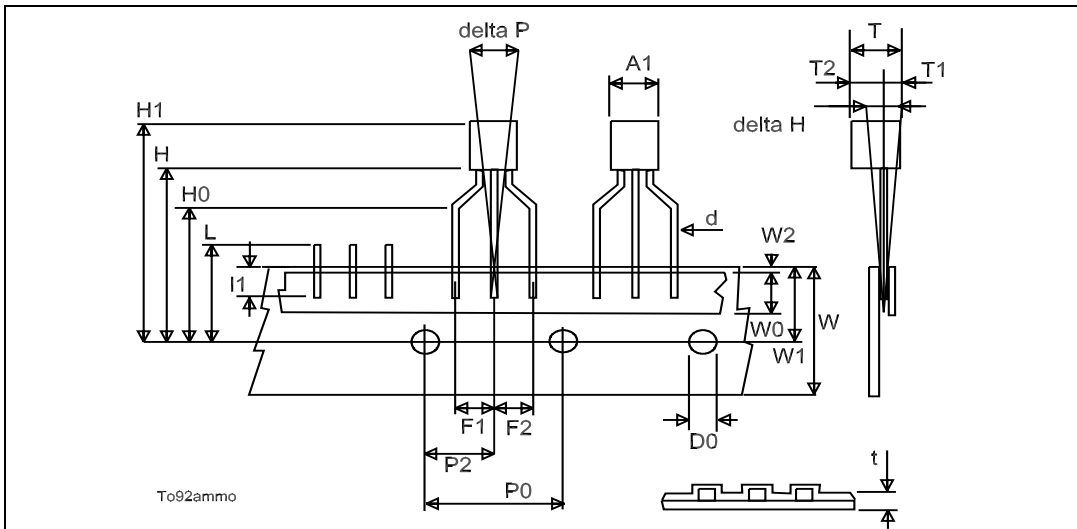 delta P
T
A1
T2
T1
H1
delta H
H
H0
d
L
W2
I1
W
W0
W1
F1
F2
D0
P2
t
P0
To92ammo